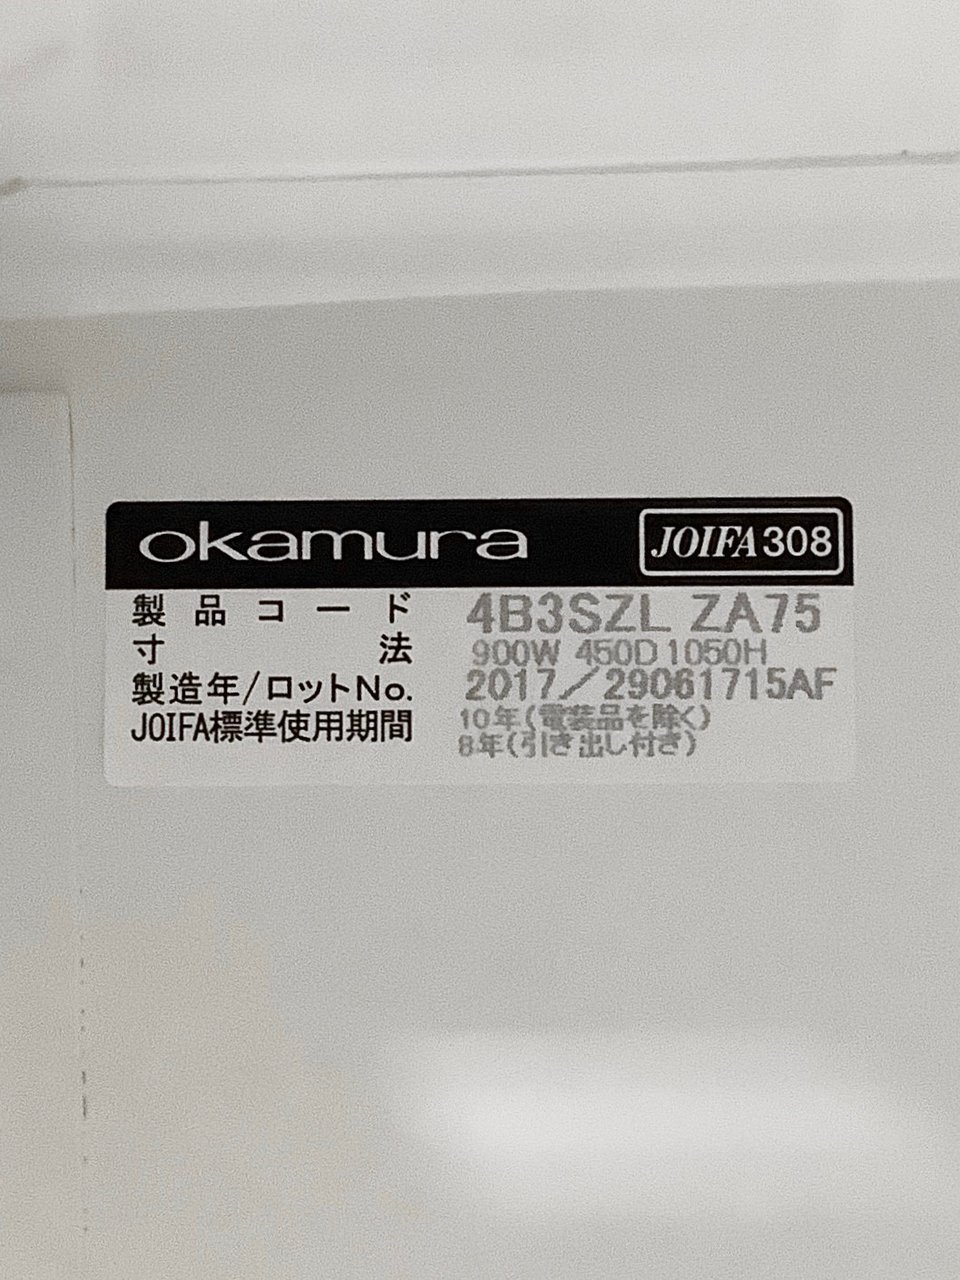 okamura JOIFA308
製品コード 4B3SZL ZA75
寸法 900W 450D 1050H
製造年/ロットNo. 2017/29061715AF
JOIFA標準使用期間 10年(電装品を除く)
8年(引き出し付き)